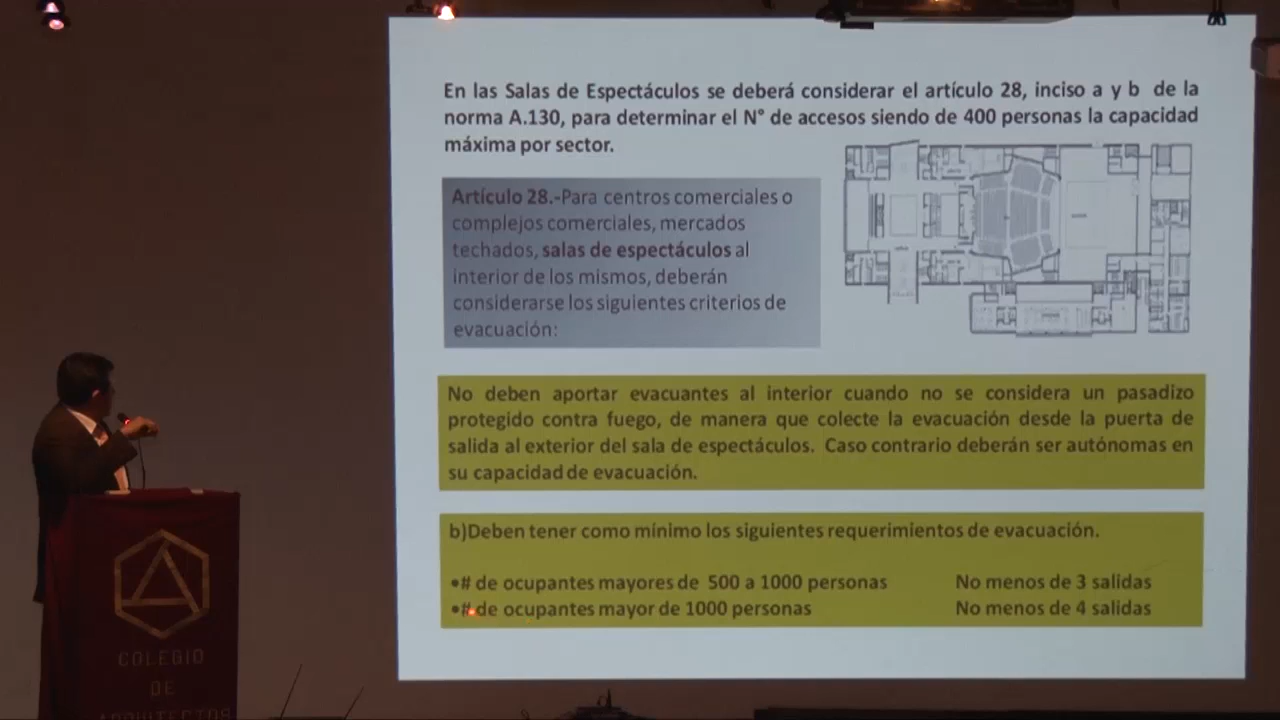 En las Salas de Espectáculos se deberá considerar el artículo 28, inciso a y b de la
norma A.130, para determinar el N° de accesos siendo de 400 personas la capacidad
máxima por sector.
Artículo 28.-Para centros comerciales o
complejos comerciales, mercados
techados, salas de espectáculos al
interior de los mismos, deberán
considerarse los siguientes criterios de
evacuación:
No deben aportar evacuantes al interior cuando no se considera un pasadizo
protegido contra fuego, de manera que colecte la evacuación desde la puerta de
salida al exterior del sala de espectáculos. Caso contrario deberán ser autónomas en
su capacidad de evacuación.
b)Deben tener como mínimo los siguientes requerimientos de evacuación.
•# de ocupantes mayores de 500 a 1000 personas No menos de 3 salidas
•# de ocupantes mayor de 1000 personas No menos de 4 salidas
COLEGIO
DE
ARQUITECTOS